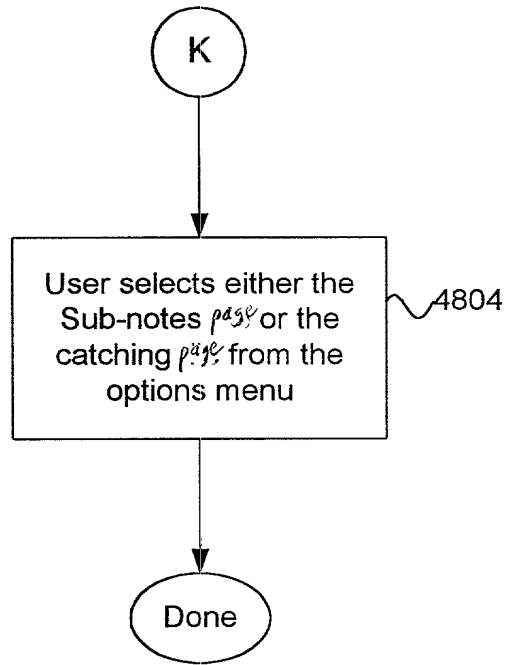 K
User selects either the
Sub-notes page or the
catching page from the
options menu
4804
Done